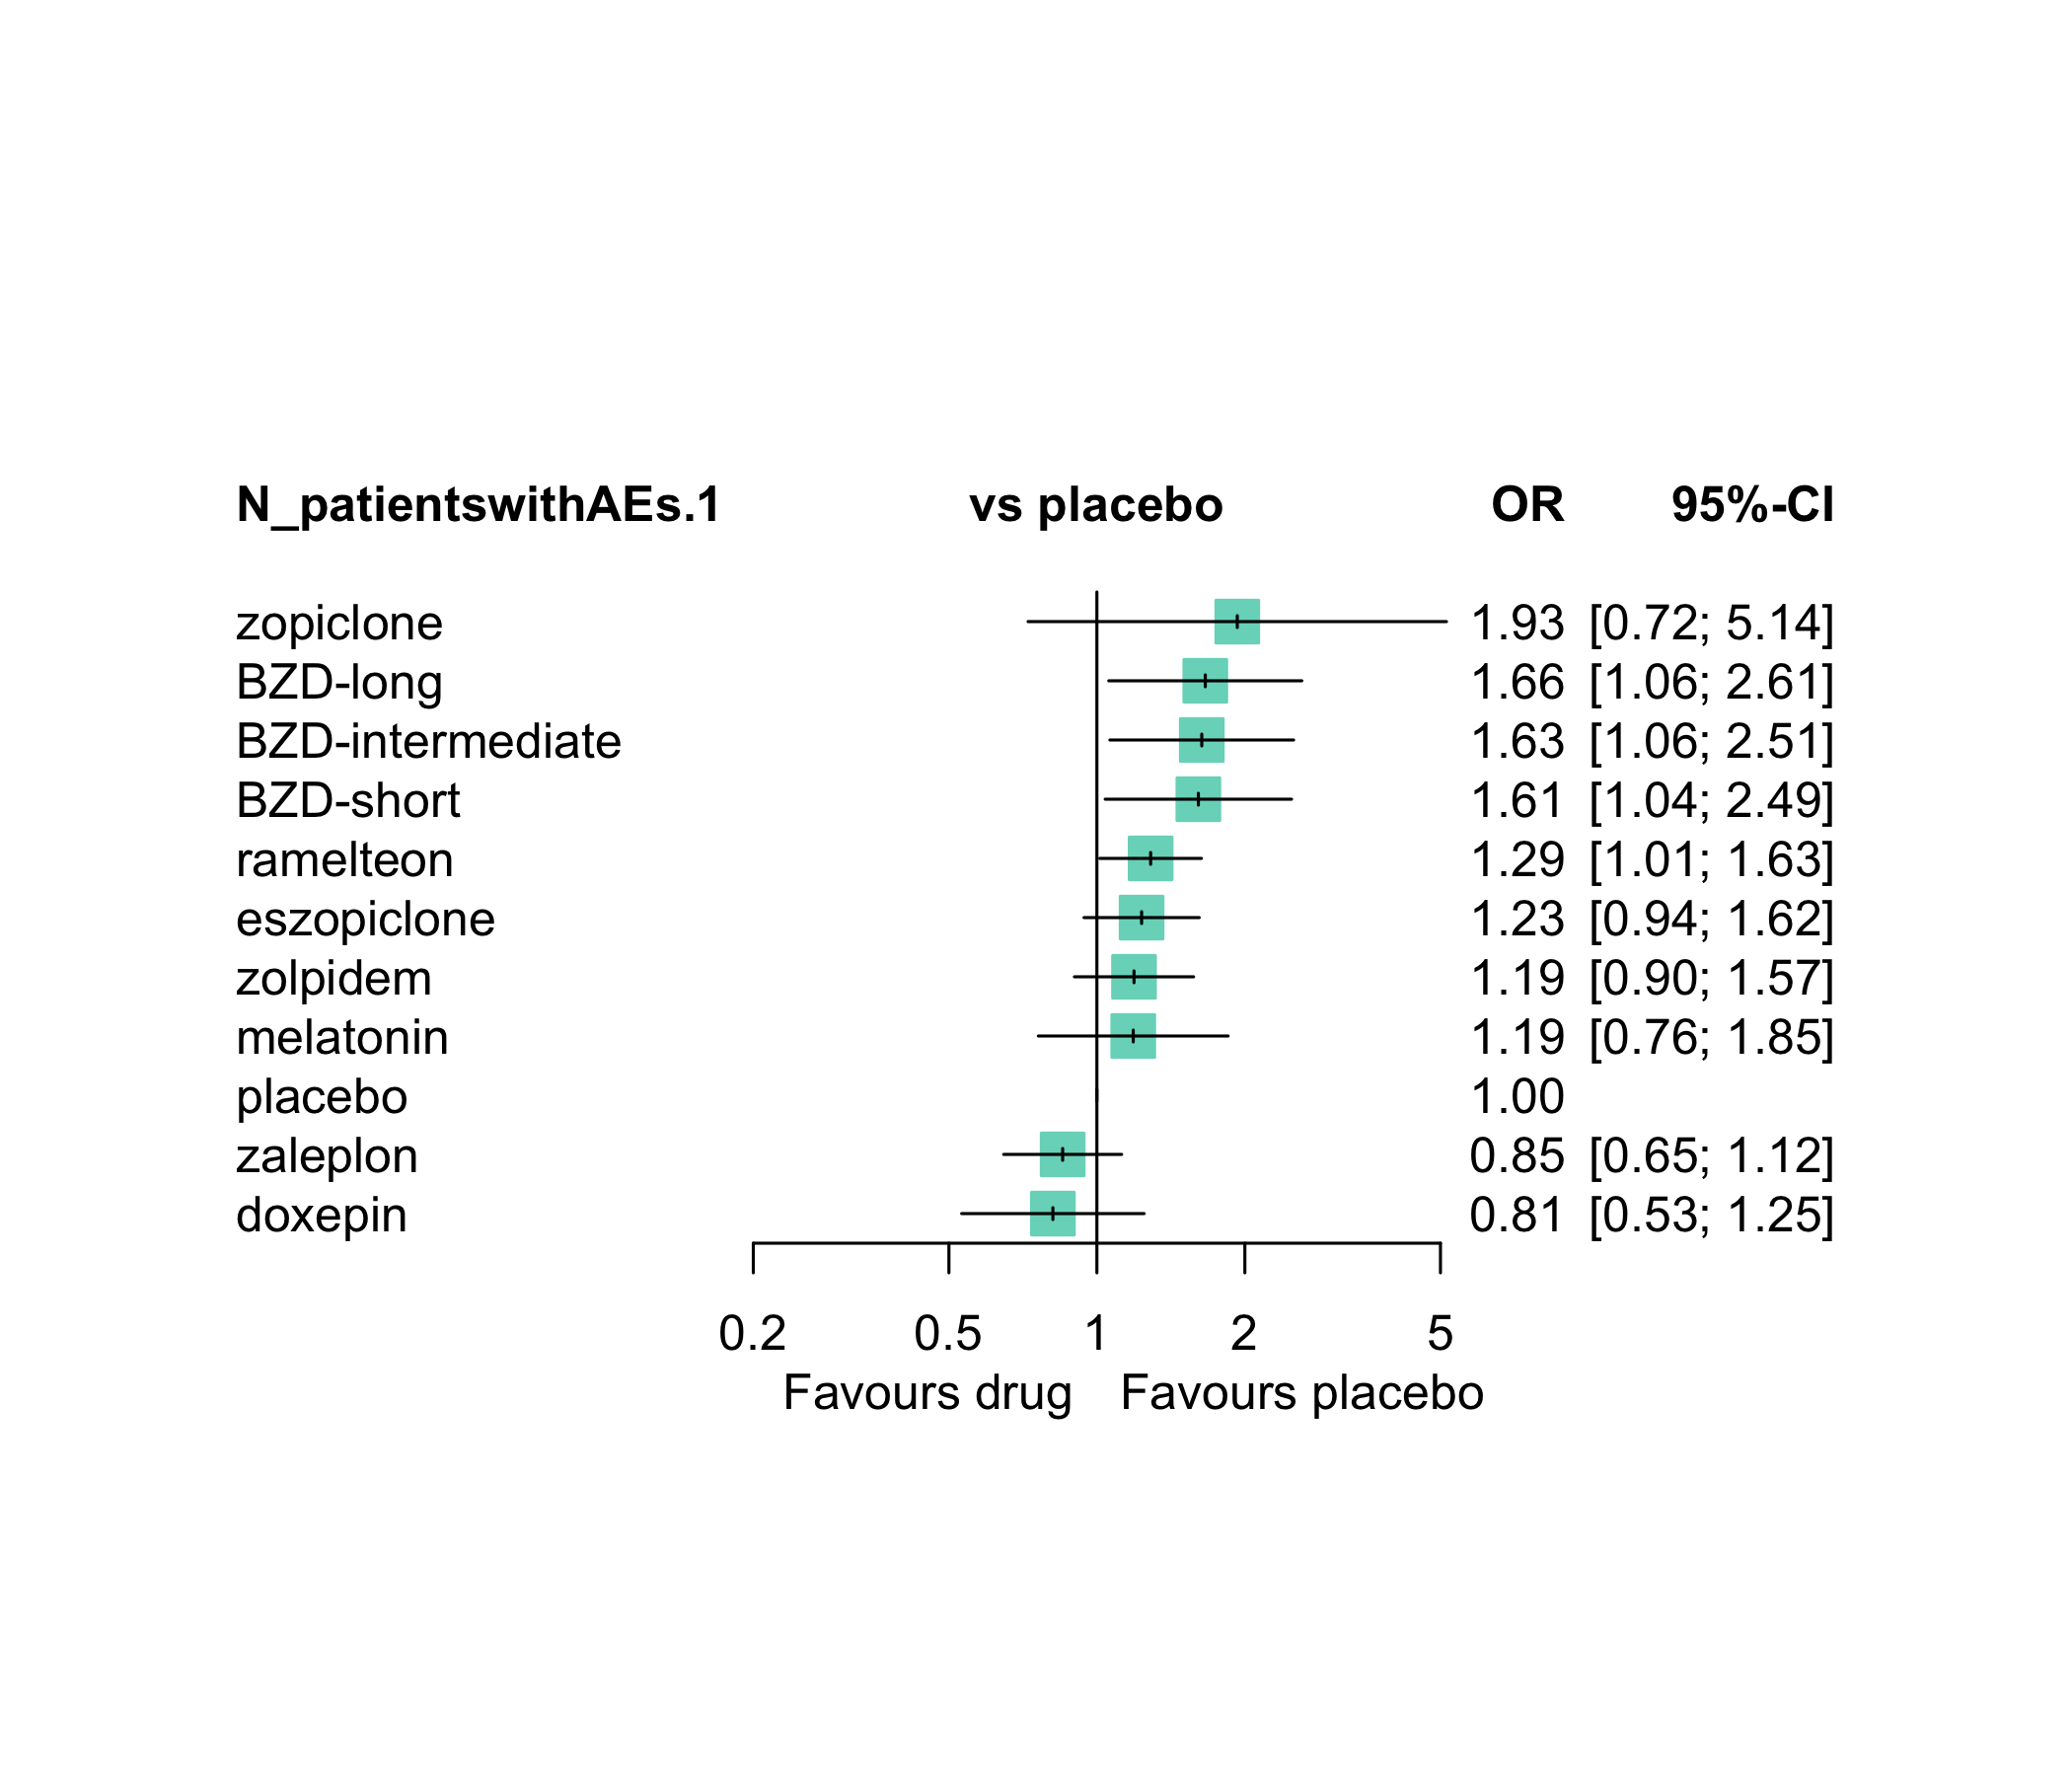 N_patientswithAEs.1 vs placebo OR 95%-CI
zopiclone 1.93 [0.72; 5.14]
BZD-long 1.66 [1.06; 2.61]
BZD-intermediate 1.63 [1.06; 2.51]
BZD-short 1.61 [1.04; 2.49]
ramelteon 1.29 [1.01; 1.63]
eszopiclone 1.23 [0.94; 1.62]
zolpidem 1.19 [0.90; 1.57]
melatonin 1.19 [0.76; 1.85]
placebo 1.00
zaleplon 0.85 [0.65; 1.12]
doxepin 0.81 [0.53; 1.25]
0.2 0.5 1 2 5
Favours drug Favours placebo